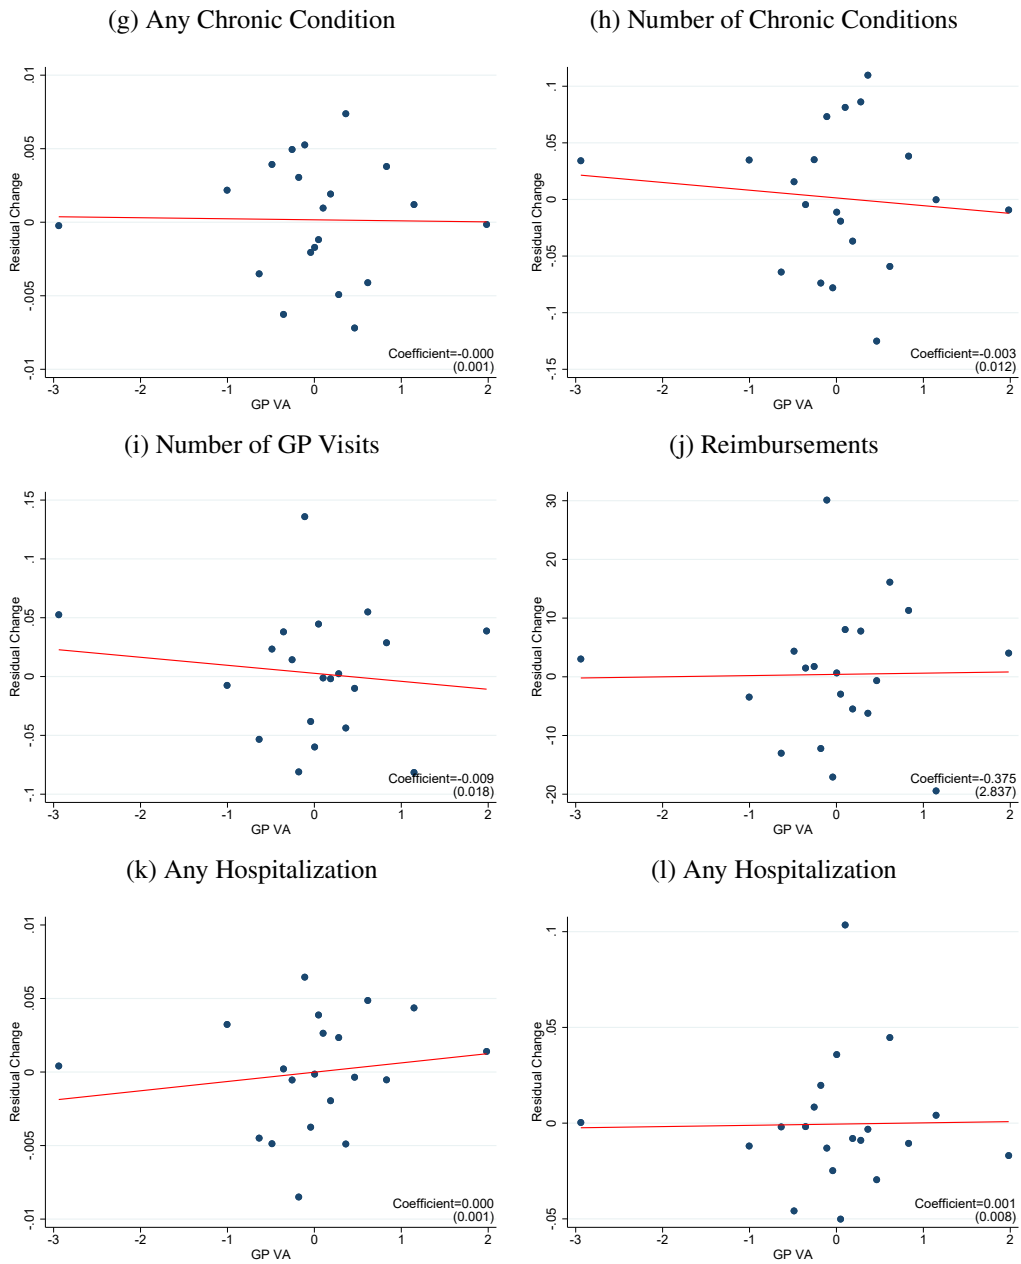 (g) Any Chronic Condition
Residual Change
.01
.005
0
-.005
-.01
Coefficient=-0.000
(0.001)
-3 -2 -1 0 1 2
GP VA
(h) Number of Chronic Conditions
Residual Change
.1
.05
0
-.05
-.1
-.15
Coefficient=-0.003
(0.012)
-3 -2 -1 0 1 2
GP VA
(i) Number of GP Visits
Residual Change
.15
.1
.05
0
-.05
-.1
Coefficient=-0.009
(0.018)
-3 -2 -1 0 1 2
GP VA
(j) Reimbursements
Residual Change
30
20
10
0
-10
-20
Coefficient=-0.375
(2.837)
-3 -2 -1 0 1 2
GP VA
(k) Any Hospitalization
Residual Change
.01
.005
0
-.005
-.01
Coefficient=0.000
(0.001)
-3 -2 -1 0 1 2
GP VA
(l) Any Hospitalization
Residual Change
.1
.05
0
-.05
Coefficient=0.001
(0.008)
-3 -2 -1 0 1 2
GP VA